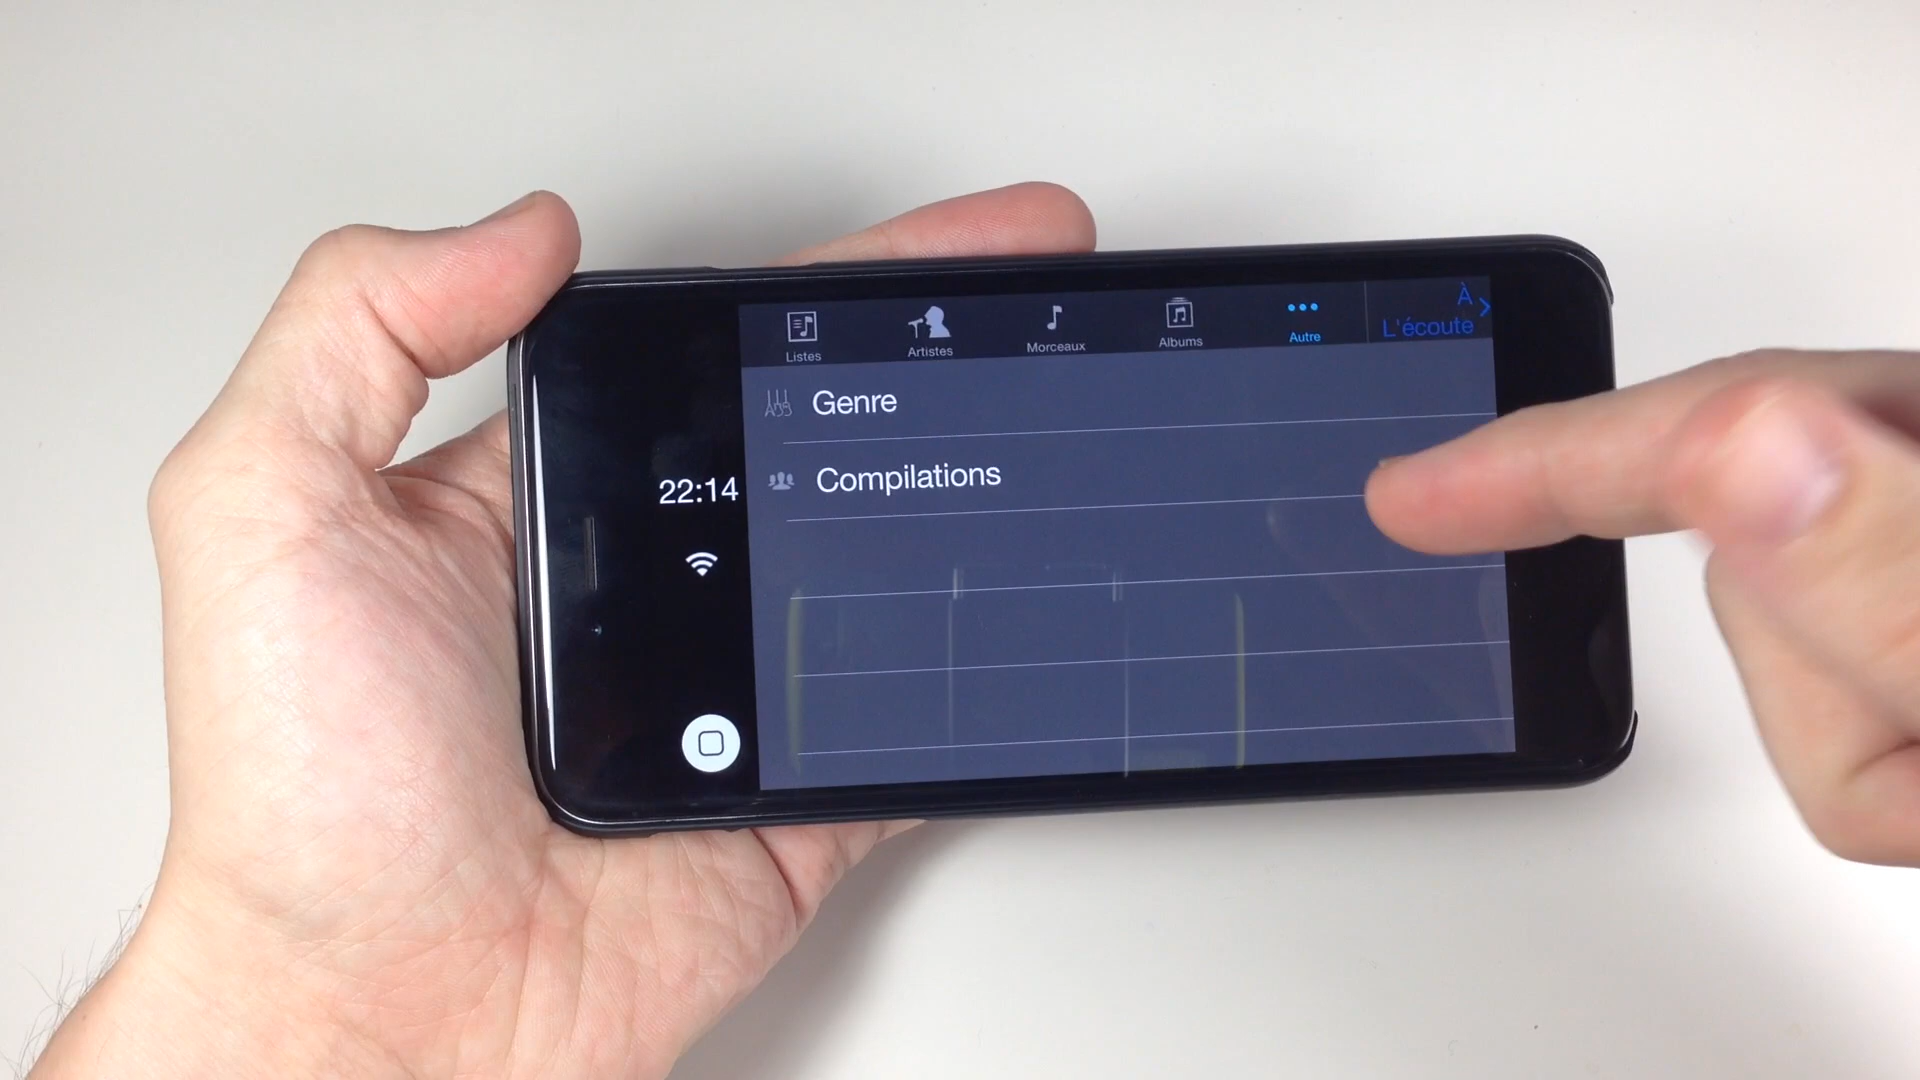 Listes
Artistes
Morceaux
Albums
Autre
À
L'écoute
Genre
Compilations
22:14